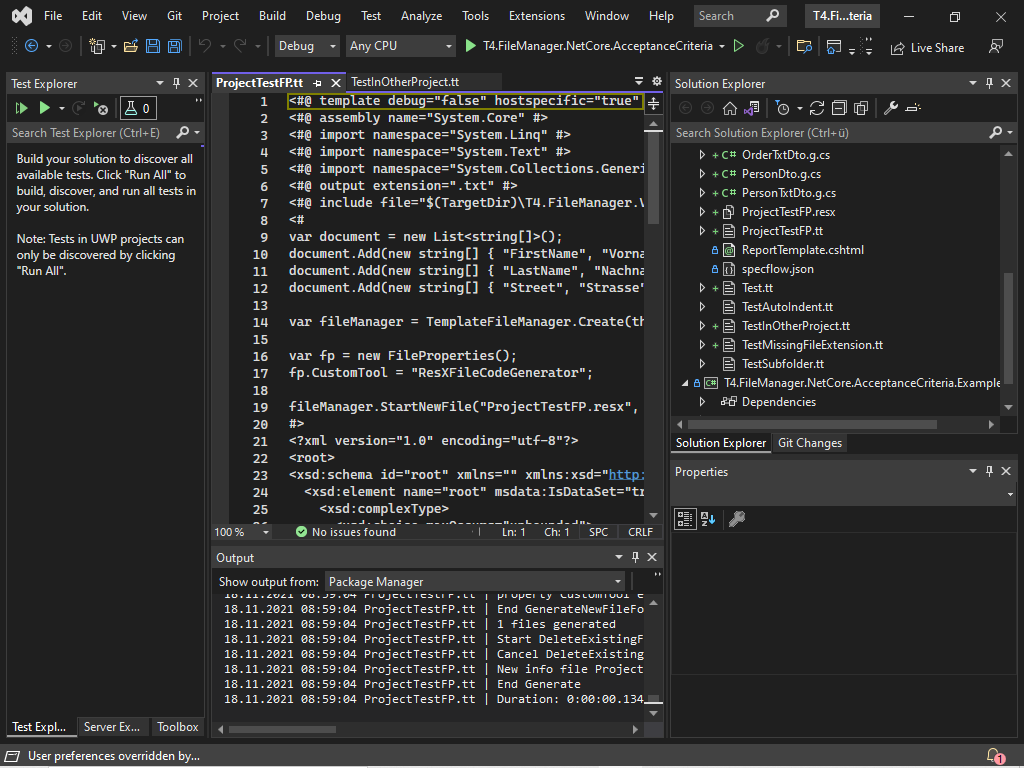 File Edit View Git Project Build Debug Test Analyze Tools Extensions Window Help Search T4.Fi...teria
Debug Any CPU T4.FileManager.NetCore.AcceptanceCriteria Live Share
Test Explorer
0
Search Test Explorer (Ctrl+E)
Build your solution to discover all
available tests. Click "Run All" to
build, discover, and run all tests in
your solution.
Note: Tests in UWP projects can
only be discovered by clicking
"Run All".
Test Expl... Server Ex... Toolbox
ProjectTestFP.tt TestInOtherProject.tt
1 <#@ template debug="false" hostspecific="true"
2 <#@ assembly name="System.Core" #>
3 <#@ import namespace="System.Linq" #>
4 <#@ import namespace="System.Text" #>
5 <#@ import namespace="System.Collections.Generi
6 <#@ output extension=".txt" #>
7 <#@ include file="$(TargetDir)\T4.FileManager.V
8 <#
9 var document = new List<string[]>();
10 document.Add(new string[] { "FirstName", "Vorna
11 document.Add(new string[] { "LastName", "Nachna
12 document.Add(new string[] { "Street", "Strasse"
13
14 var fileManager = TemplateFileManager.Create(th
15
16 var fp = new FileProperties();
17 fp.CustomTool = "ResXFileCodeGenerator";
18
19 fileManager.StartNewFile("ProjectTestFP.resx",
20 #>
21 <?xml version="1.0" encoding="utf-8"?>
22 <root>
23 <xsd:schema id="root" xmlns="" xmlns:xsd="http:
24 <xsd:element name="root" msdata:IsDataSet="tr
25 <xsd:complexType>
26 <xsd:choice maxOccurs="unbounded">
100 % No issues found Ln: 1 Ch: 1 SPC CRLF
Output
Show output from: Package Manager
18.11.2021 08:59:04 ProjectTestFP.tt | property CustomTool e
18.11.2021 08:59:04 ProjectTestFP.tt | End GenerateNewFileFo
18.11.2021 08:59:04 ProjectTestFP.tt | 1 files generated
18.11.2021 08:59:04 ProjectTestFP.tt | Start DeleteExistingF
18.11.2021 08:59:04 ProjectTestFP.tt | Cancel DeleteExisting
18.11.2021 08:59:04 ProjectTestFP.tt | New info file Project
18.11.2021 08:59:04 ProjectTestFP.tt | End Generate
18.11.2021 08:59:04 ProjectTestFP.tt | Duration: 0:00:00.134
Solution Explorer
Search Solution Explorer (Ctrl+ü)
C# OrderTxtDto.g.cs
C# PersonDto.g.cs
C# PersonTxtDto.g.cs
ProjectTestFP.resx
ProjectTestFP.tt
ReportTemplate.cshtml
specflow.json
Test.tt
TestAutoIndent.tt
TestInOtherProject.tt
TestMissingFileExtension.tt
TestSubfolder.tt
C# T4.FileManager.NetCore.AcceptanceCriteria.Example
Dependencies
Solution Explorer Git Changes
Properties
User preferences overridden by...
1